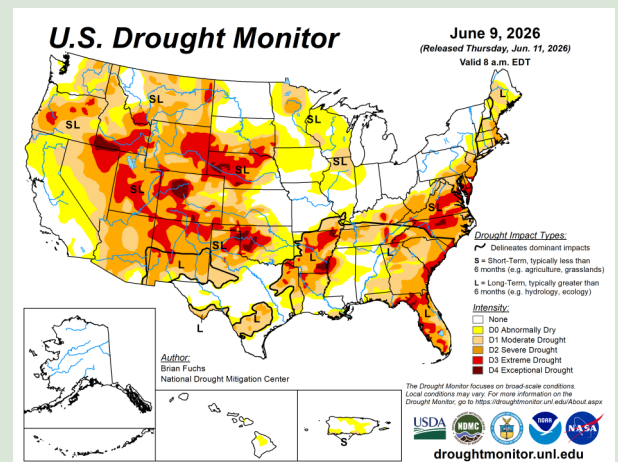 U.S. Drought Monitor
June 9, 2026
(Released Thursday, Jun. 11, 2026)
Valid 8 a.m. EDT
SL
SL
SL
L
SL
SL
SL
SL
SL
L
L
L
L
L
L
L
S
Drought Impact Types:
Delineates dominant impacts
S = Short-Term, typically less than
6 months (e.g. agriculture, grasslands)
L = Long-Term, typically greater than
6 months (e.g. hydrology, ecology)
Intensity:
None
D0 Abnormally Dry
D1 Moderate Drought
D2 Severe Drought
D3 Extreme Drought
D4 Exceptional Drought
Author:
Brian Fuchs
National Drought Mitigation Center
The Drought Monitor focuses on broad-scale conditions.
Local conditions may vary. For more information on the
Drought Monitor, go to https://droughtmonitor.unl.edu/About.aspx
USDA
NDMC
NOAA
NASA
droughtmonitor.unl.edu